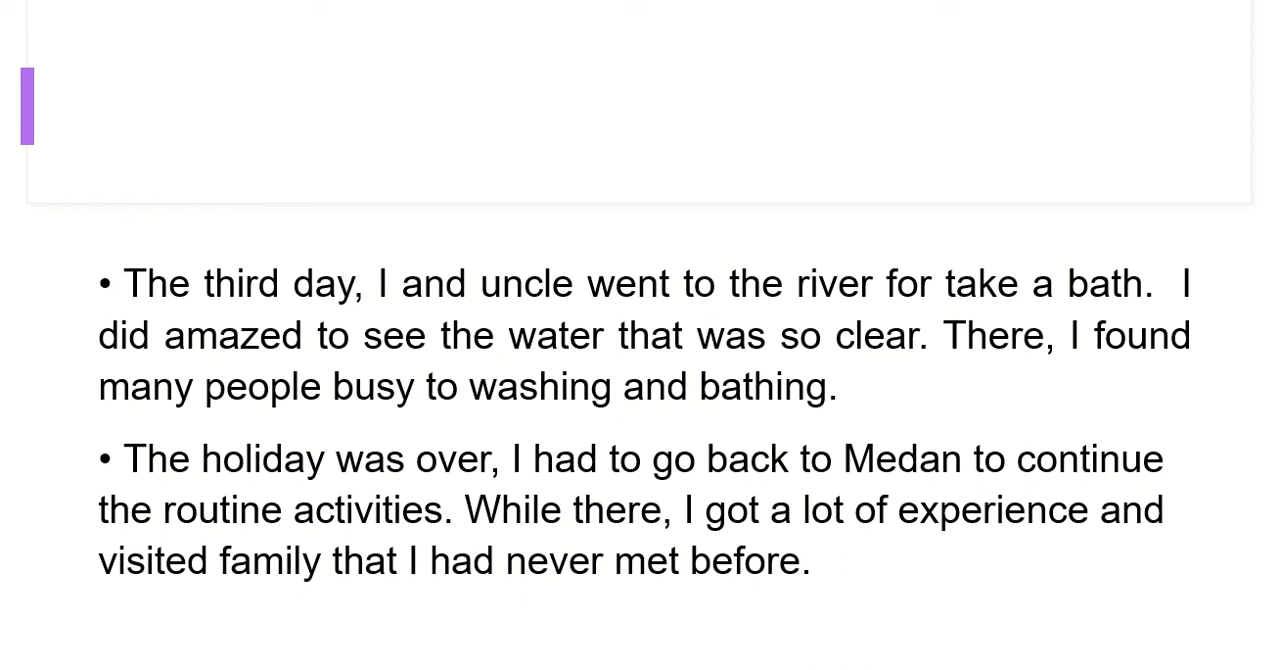 • The third day, I and uncle went to the river for take a bath. I
did amazed to see the water that was so clear. There, I found
many people busy to washing and bathing.
• The holiday was over, I had to go back to Medan to continue
the routine activities. While there, I got a lot of experience and
visited family that I had never met before.